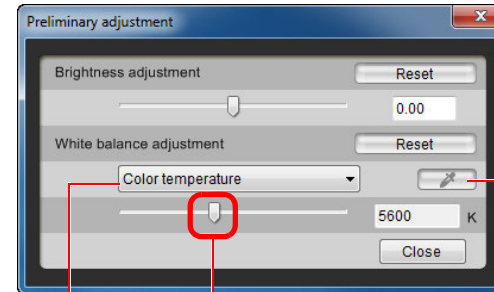 Preliminary adjustment
Brightness adjustment Reset
0.00
White balance adjustment Reset
Color temperature
5600 K
Close